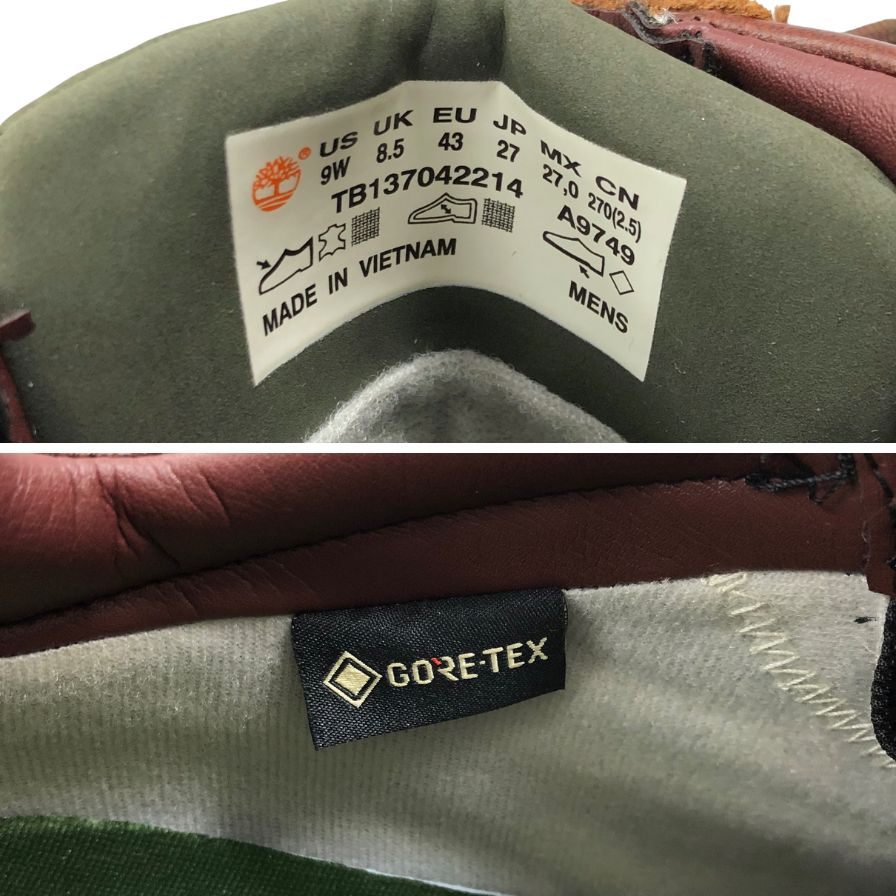 US UK EU JP MX CN
9W 8.5 43 27 27,0 270(2.5)
TB137042214 A9749
MADE IN VIETNAM MENS
GORE-TEX